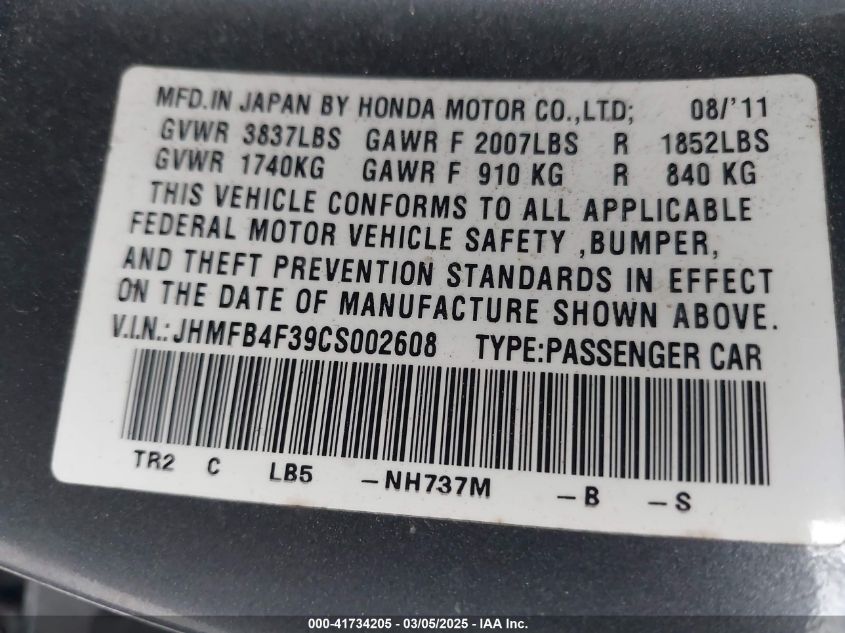 MFD.IN JAPAN BY HONDA MOTOR CO.,LTD; 08/'11
GVWR 3837LBS GAWR F 2007LBS R 1852LBS
GVWR 1740KG GAWR F 910 KG R 840 KG
THIS VEHICLE CONFORMS TO ALL APPLICABLE
FEDERAL MOTOR VEHICLE SAFETY ,BUMPER,
AND THEFT PREVENTION STANDARDS IN EFFECT
ON THE DATE OF MANUFACTURE SHOWN ABOVE.
V.I.N.: JHMFB4F39CS002608 TYPE:PASSENGER CAR
TR2 C LB5 -NH737M -B -S
000-41734205 - 03/05/2025 - IAA Inc.